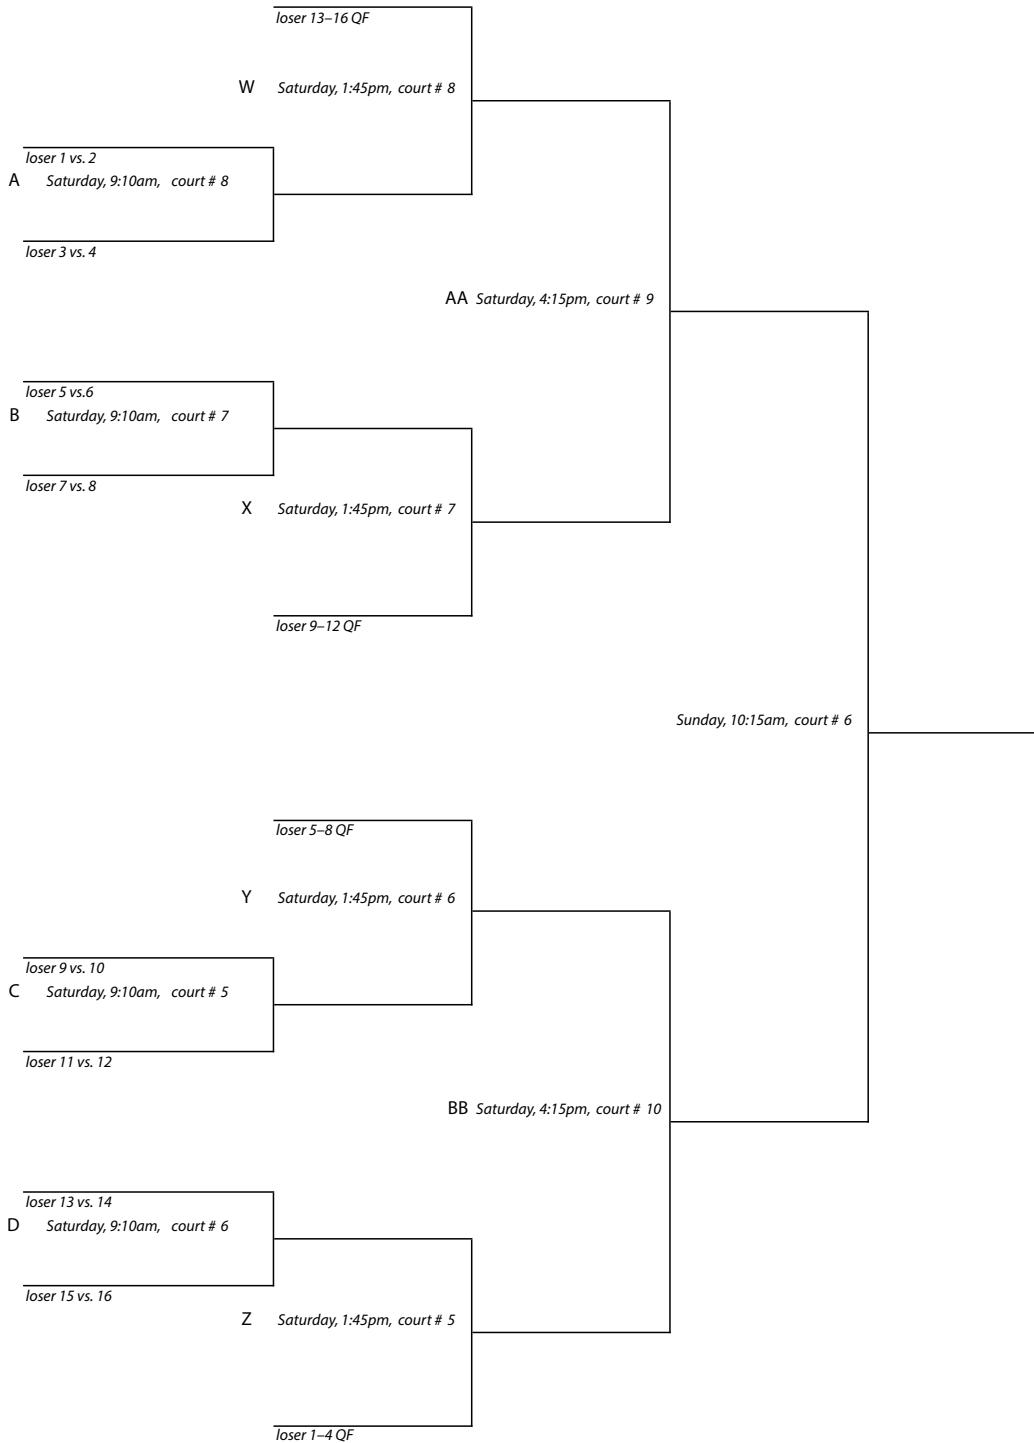 loser 13–16 QF
W Saturday, 1:45pm, court # 8
loser 1 vs. 2
A Saturday, 9:10am, court # 8
loser 3 vs. 4
AA Saturday, 4:15pm, court # 9
loser 5 vs.6
B Saturday, 9:10am, court # 7
loser 7 vs. 8
X Saturday, 1:45pm, court # 7
loser 9–12 QF
Sunday, 10:15am, court # 6
loser 5–8 QF
Y Saturday, 1:45pm, court # 6
loser 9 vs. 10
C Saturday, 9:10am, court # 5
loser 11 vs. 12
BB Saturday, 4:15pm, court # 10
loser 13 vs. 14
D Saturday, 9:10am, court # 6
loser 15 vs. 16
Z Saturday, 1:45pm, court # 5
loser 1–4 QF